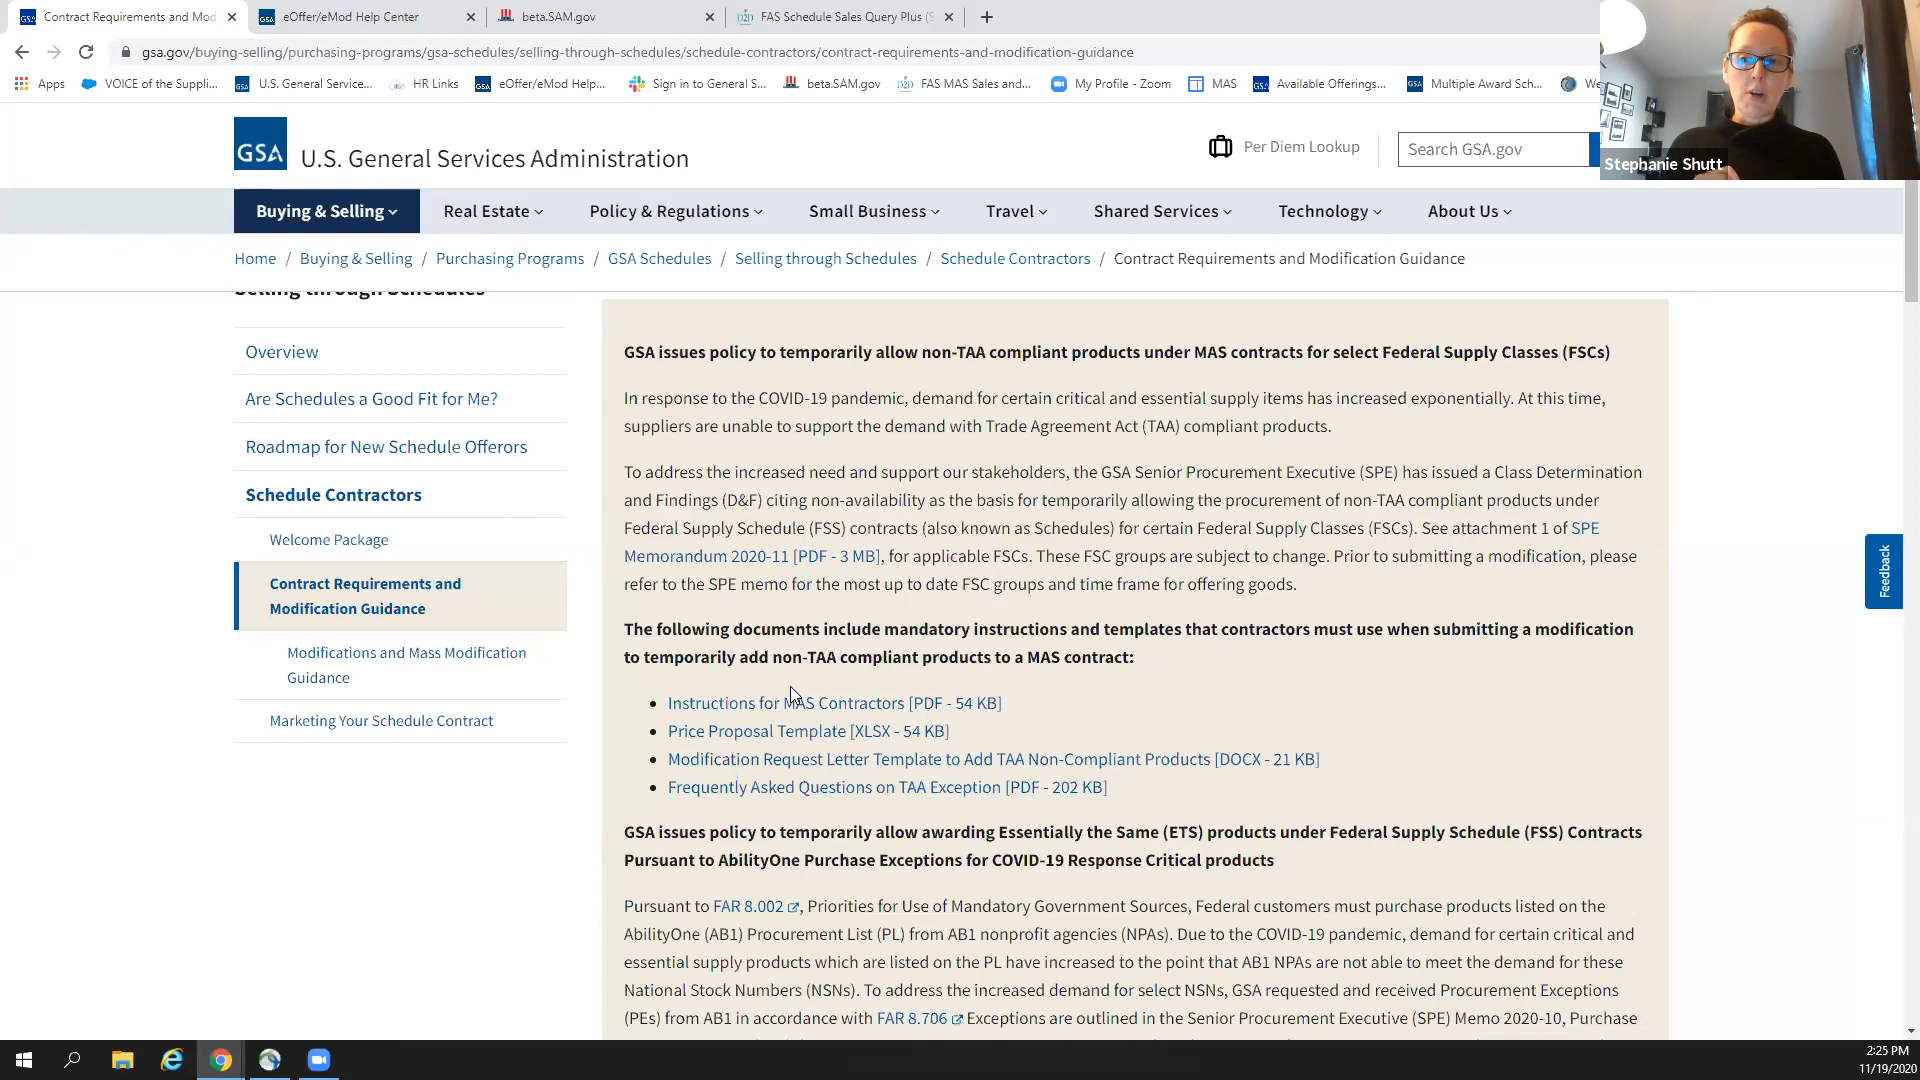 Contract Requirements and Mod
eOffer/eMod Help Center
beta.SAM.gov
FAS Schedule Sales Query Plus (S
gsa.gov/buying-selling/purchasing-programs/gsa-schedules/selling-through-schedules/schedule-contractors/contract-requirements-and-modification-guidance
Apps
VOICE of the Suppli...
U.S. General Service...
HR Links
eOffer/eMod Help...
Sign in to General S...
beta.SAM.gov
FAS MAS Sales and...
My Profile - Zoom
MAS
Available Offerings...
Multiple Award Sch...
Stephanie Shutt
GSA
U.S. General Services Administration
Per Diem Lookup
Search GSA.gov
Buying & Selling
Real Estate
Policy & Regulations
Small Business
Travel
Shared Services
Technology
About Us
Home / Buying & Selling / Purchasing Programs / GSA Schedules / Selling through Schedules / Schedule Contractors / Contract Requirements and Modification Guidance
Selling through Schedules
Overview
Are Schedules a Good Fit for Me?
Roadmap for New Schedule Offerors
Schedule Contractors
Welcome Package
Contract Requirements and
Modification Guidance
Modifications and Mass Modification
Guidance
Marketing Your Schedule Contract
GSA issues policy to temporarily allow non-TAA compliant products under MAS contracts for select Federal Supply Classes (FSCs)
In response to the COVID-19 pandemic, demand for certain critical and essential supply items has increased exponentially. At this time,
suppliers are unable to support the demand with Trade Agreement Act (TAA) compliant products.
To address the increased need and support our stakeholders, the GSA Senior Procurement Executive (SPE) has issued a Class Determination
and Findings (D&F) citing non-availability as the basis for temporarily allowing the procurement of non-TAA compliant products under
Federal Supply Schedule (FSS) contracts (also known as Schedules) for certain Federal Supply Classes (FSCs). See attachment 1 of SPE
Memorandum 2020-11 [PDF - 3 MB], for applicable FSCs. These FSC groups are subject to change. Prior to submitting a modification, please
refer to the SPE memo for the most up to date FSC groups and time frame for offering goods.
The following documents include mandatory instructions and templates that contractors must use when submitting a modification
to temporarily add non-TAA compliant products to a MAS contract:
• Instructions for MAS Contractors [PDF - 54 KB]
• Price Proposal Template [XLSX - 54 KB]
• Modification Request Letter Template to Add TAA Non-Compliant Products [DOCX - 21 KB]
• Frequently Asked Questions on TAA Exception [PDF - 202 KB]
GSA issues policy to temporarily allow awarding Essentially the Same (ETS) products under Federal Supply Schedule (FSS) Contracts
Pursuant to AbilityOne Purchase Exceptions for COVID-19 Response Critical products
Pursuant to FAR 8.002, Priorities for Use of Mandatory Government Sources, Federal customers must purchase products listed on the
AbilityOne (AB1) Procurement List (PL) from AB1 nonprofit agencies (NPAs). Due to the COVID-19 pandemic, demand for certain critical and
essential supply products which are listed on the PL have increased to the point that AB1 NPAs are not able to meet the demand for these
National Stock Numbers (NSNs). To address the increased demand for select NSNs, GSA requested and received Procurement Exceptions
(PEs) from AB1 in accordance with FAR 8.706 Exceptions are outlined in the Senior Procurement Executive (SPE) Memo 2020-10, Purchase
Feedback
2:25 PM
11/19/2020